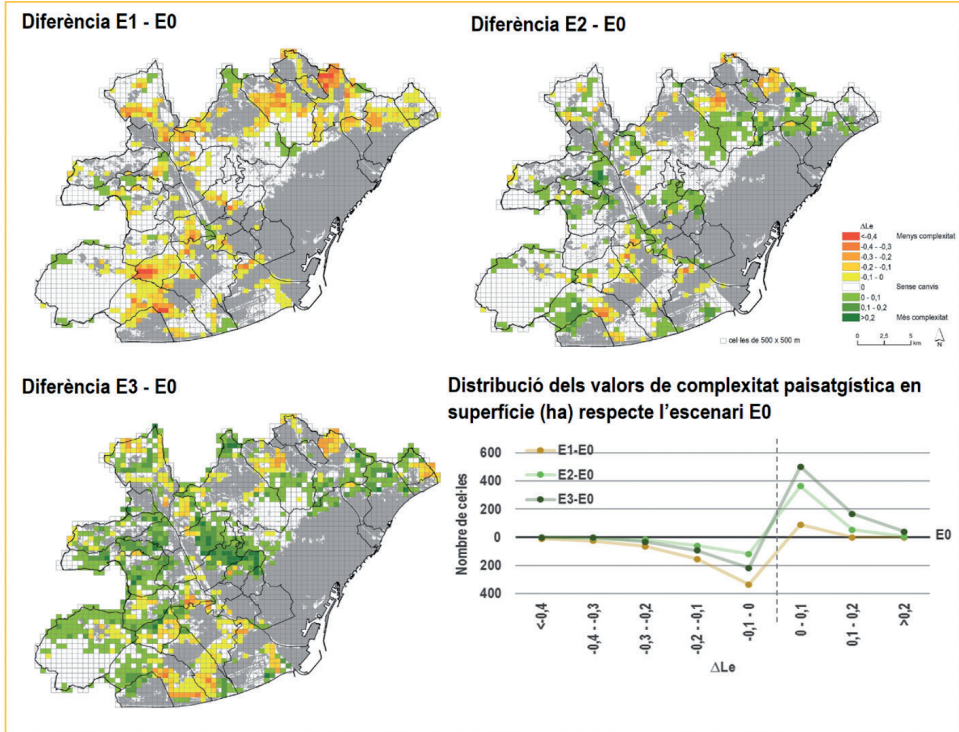 Diferència E1 - E0
Diferència E2 - E0
ΔLe
<-0,4 Menys complexitat
-0,4 - -0,3
-0,3 - -0,2
-0,2 - -0,1
-0,1 - 0
0 Sense canvis
0 - 0,1
0,1 - 0,2
>0,2 Més complexitat
cel·les de 500 x 500 m
0 2,5 5
km
N
Diferència E3 - E0
Distribució dels valors de complexitat paisatgística en
superfície (ha) respecte l'escenari E0
E1-E0
E2-E0
E3-E0
Nombre de cel·les
600
400
200
0
200
400
E0
<-0,4
-0,4 - -0,3
-0,3 - -0,2
-0,2 - -0,1
-0,1 - 0
0 - 0,1
0,1 - 0,2
>0,2
ΔLe